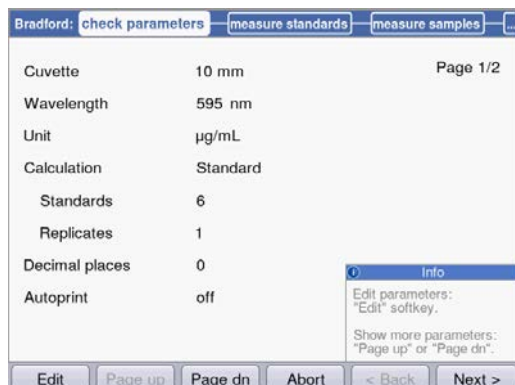 Bradford: check parameters measure standards measure samples ...
Page 1/2
Cuvette 10 mm
Wavelength 595 nm
Unit µg/mL
Calculation Standard
Standards 6
Replicates 1
Decimal places 0
Autoprint off
Info
Edit parameters:
"Edit" softkey.
Show more parameters:
"Page up" or "Page dn".
Edit Page up Page dn Abort < Back Next >